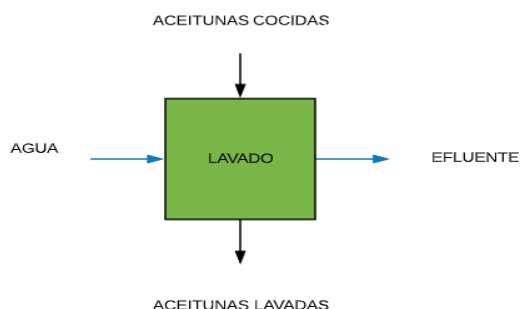 ACEITUNAS COCIDAS
AGUA
LAVADO
EFLUENTE
ACEITUNAS LAVADAS